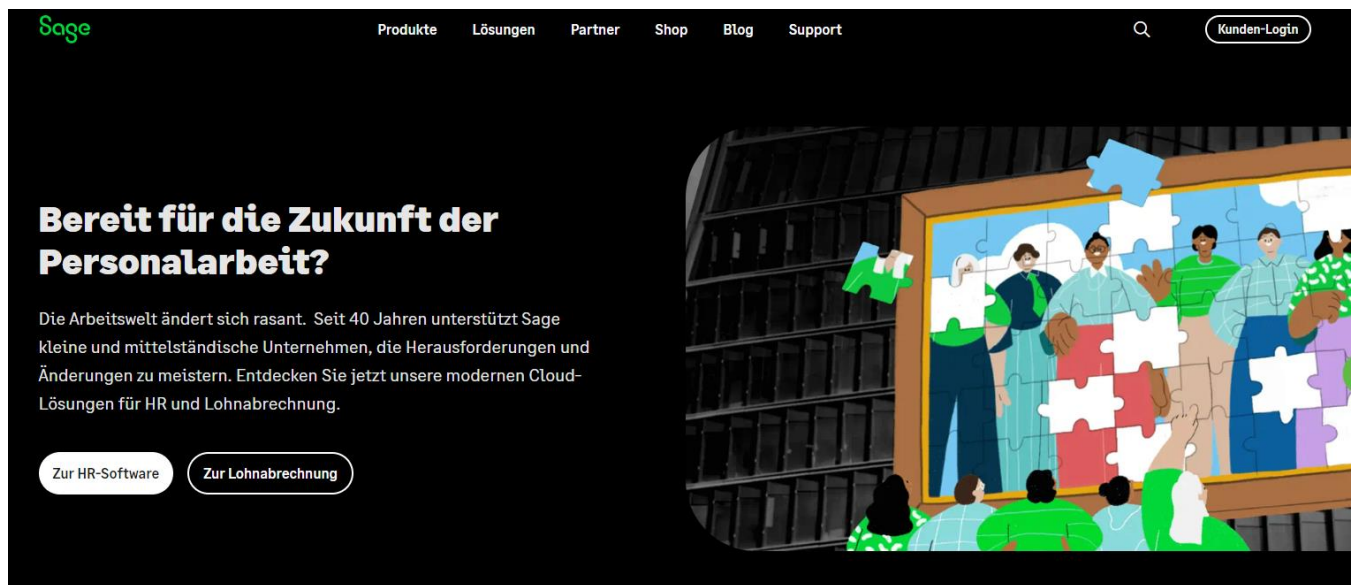 Sage
Produkte Lösungen Partner Shop Blog Support
Kunden-Login
Bereit für die Zukunft der
Personalarbeit?
Die Arbeitswelt ändert sich rasant. Seit 40 Jahren unterstützt Sage
kleine und mittelständische Unternehmen, die Herausforderungen und
Änderungen zu meistern. Entdecken Sie jetzt unsere modernen Cloud-
Lösungen für HR und Lohnabrechnung.
Zur HR-Software
Zur Lohnabrechnung